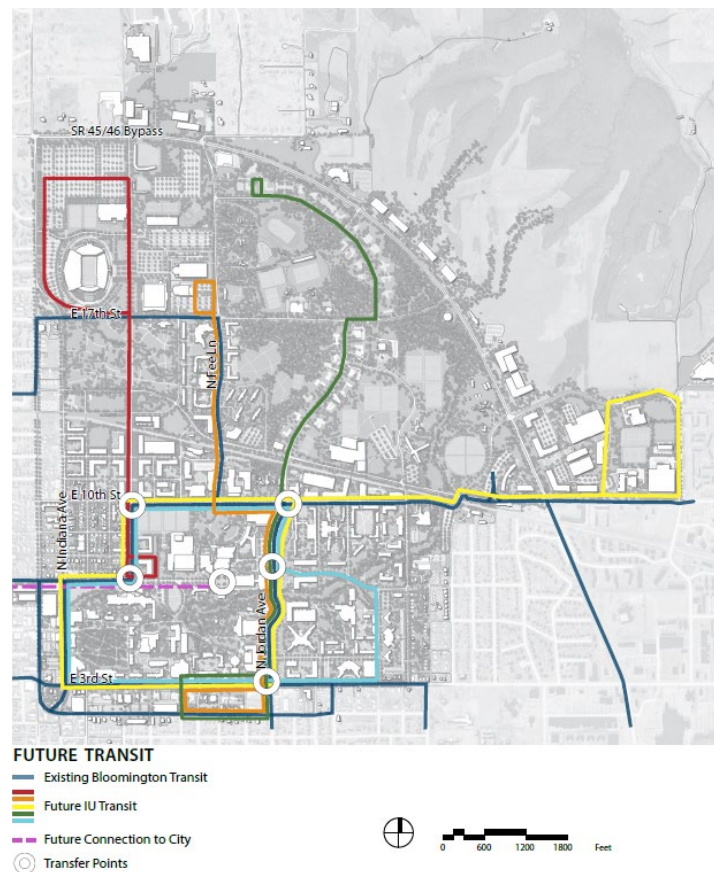 SR 45/46 Bypass
E 17th St
N Fee Ln
E 10th St
N Indiana Ave
N Jordan Ave
E 3rd St
FUTURE TRANSIT
Existing Bloomington Transit
Future IU Transit
Future Connection to City
Transfer Points
0 600 1200 1800 Feet